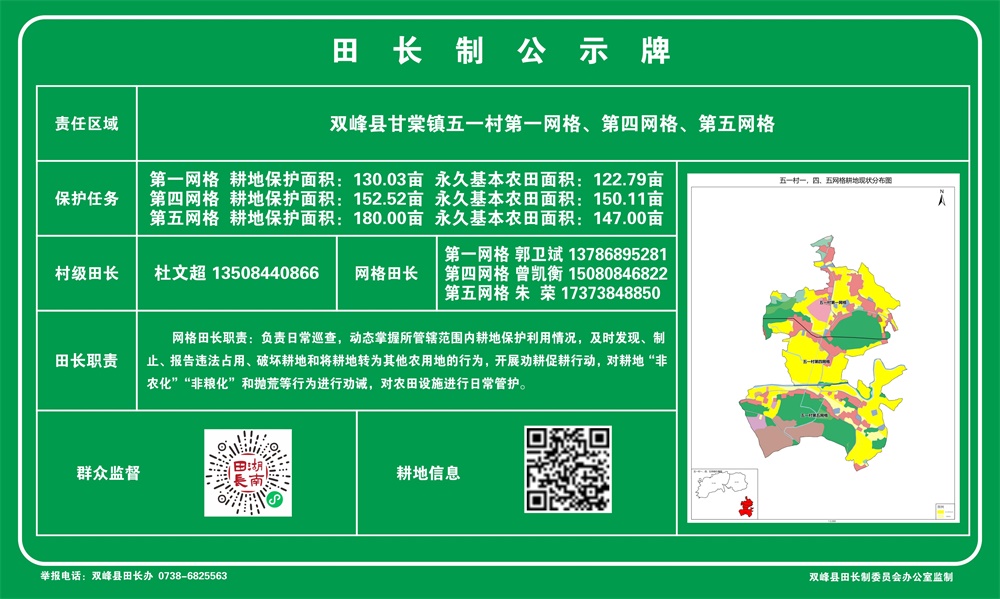 田长制公示牌
责任区域
双峰县甘棠镇五一村第一网格、第四网格、第五网格
保护任务
第一网格 耕地保护面积：130.03亩 永久基本农田面积：122.79亩
第四网格 耕地保护面积：152.52亩 永久基本农田面积：150.11亩
第五网格 耕地保护面积：180.00亩 永久基本农田面积：147.00亩
村级田长
杜文超 13508440866
网格田长
第一网格 郭卫斌 13786895281
第四网格 曾凯衡 15080846822
第五网格 朱 荣 17373848850
田长职责
网格田长职责：负责日常巡查，动态掌握所管辖范围内耕地保护利用情况，及时发现、制
止、报告违法占用、破坏耕地和将耕地转为其他农用地的行为，开展劝耕促耕行动，对耕地“非
农化”“非粮化”和抛荒等行为进行劝诫，对农田设施进行日常管护。
群众监督
湖南田長
耕地信息
五一村一、四、五网格耕地现状分布图
N
五一村第一网格
五一村第四网格
五一村第五网格
举报电话：双峰县田长办 0738-6825563
双峰县田长制委员会办公室监制